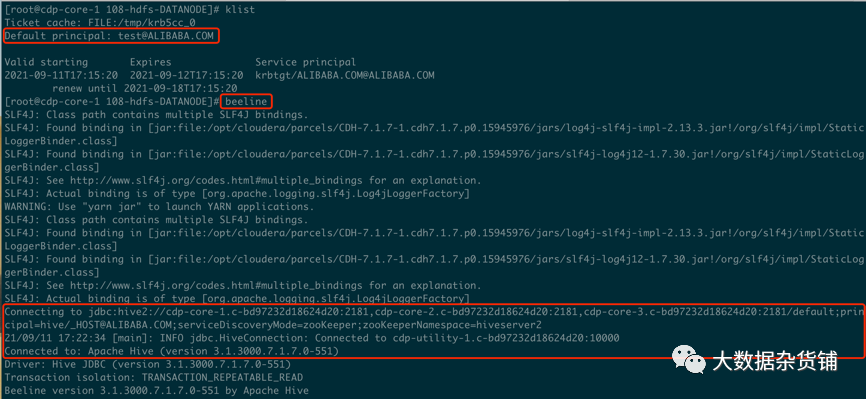 [root@cdp-core-1 108-hdfs-DATANODE]# klist
Ticket cache: FILE:/tmp/krb5cc_0
Default principal: test@ALIBABA.COM
Valid starting       Expires              Service principal
2021-09-11T17:15:20  2021-09-12T17:15:20  krbtgt/ALIBABA.COM@ALIBABA.COM
renew until 2021-09-18T17:15:20
[root@cdp-core-1 108-hdfs-DATANODE]# beeline
SLF4J: Class path contains multiple SLF4J bindings.
SLF4J: Found binding in [jar:file:/opt/cloudera/parcels/CDH-7.1.7-1.cdh7.1.7.p0.15945976/jars/log4j-slf4j-impl-2.13.3.jar!/org/slf4j/impl/Static
LoggerBinder.class]
SLF4J: Found binding in [jar:file:/opt/cloudera/parcels/CDH-7.1.7-1.cdh7.1.7.p0.15945976/jars/slf4j-log4j12-1.7.30.jar!/org/slf4j/impl/StaticLog
gerBinder.class]
SLF4J: See http://www.slf4j.org/codes.html#multiple_bindings for an explanation.
SLF4J: Actual binding is of type [org.apache.logging.slf4j.Log4jLoggerFactory]
WARNING: Use "yarn jar" to launch YARN applications.
SLF4J: Class path contains multiple SLF4J bindings.
SLF4J: Found binding in [jar:file:/opt/cloudera/parcels/CDH-7.1.7-1.cdh7.1.7.p0.15945976/jars/log4j-slf4j-impl-2.13.3.jar!/org/slf4j/impl/Static
LoggerBinder.class]
SLF4J: Found binding in [jar:file:/opt/cloudera/parcels/CDH-7.1.7-1.cdh7.1.7.p0.15945976/jars/slf4j-log4j12-1.7.30.jar!/org/slf4j/impl/StaticLog
gerBinder.class]
SLF4J: See http://www.slf4j.org/codes.html#multiple_bindings for an explanation.
SLF4J: Actual binding is of type [org.apache.logging.slf4j.Log4jLoggerFactory]
Connecting to jdbc:hive2://cdp-core-1.c-bd97232d18624d20:2181,cdp-core-2.c-bd97232d18624d20:2181,cdp-core-3.c-bd97232d18624d20:2181/default;prin
cipal=hive/_HOST@ALIBABA.COM;serviceDiscoveryMode=zooKeeper;zooKeeperNamespace=hiveserver2
21/09/11 17:22:34 [main]: INFO jdbc.HiveConnection: Connected to cdp-utility-1.c-bd97232d18624d20:10000
Connected to: Apache Hive (version 3.1.3000.7.1.7.0-551)
Driver: Hive JDBC (version 3.1.3000.7.1.7.0-551)
Transaction isolation: TRANSACTION_REPEATABLE_READ
Beeline version 3.1.3000.7.1.7.0-551 by Apache Hive
大数据杂货铺